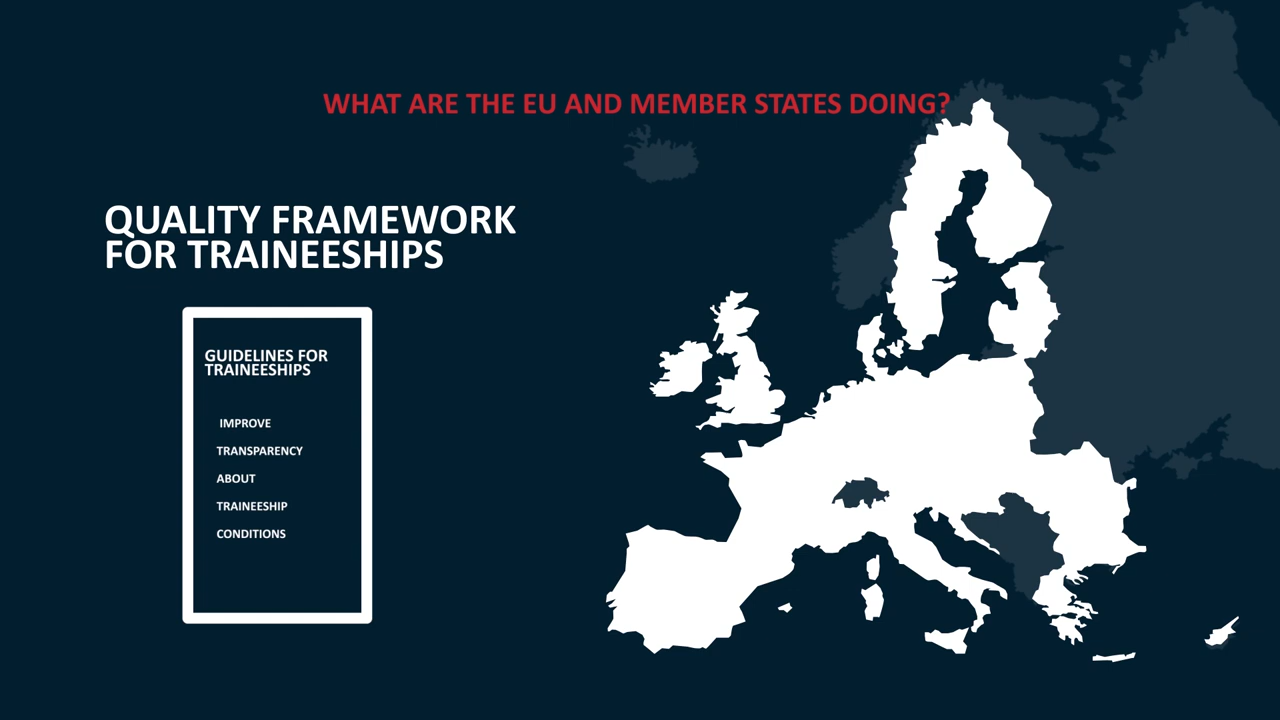 WHAT ARE THE EU AND MEMBER STATES DOING?
QUALITY FRAMEWORK
FOR TRAINEESHIPS
GUIDELINES FOR
TRAINEESHIPS
IMPROVE
TRANSPARENCY
ABOUT
TRAINEESHIP
CONDITIONS